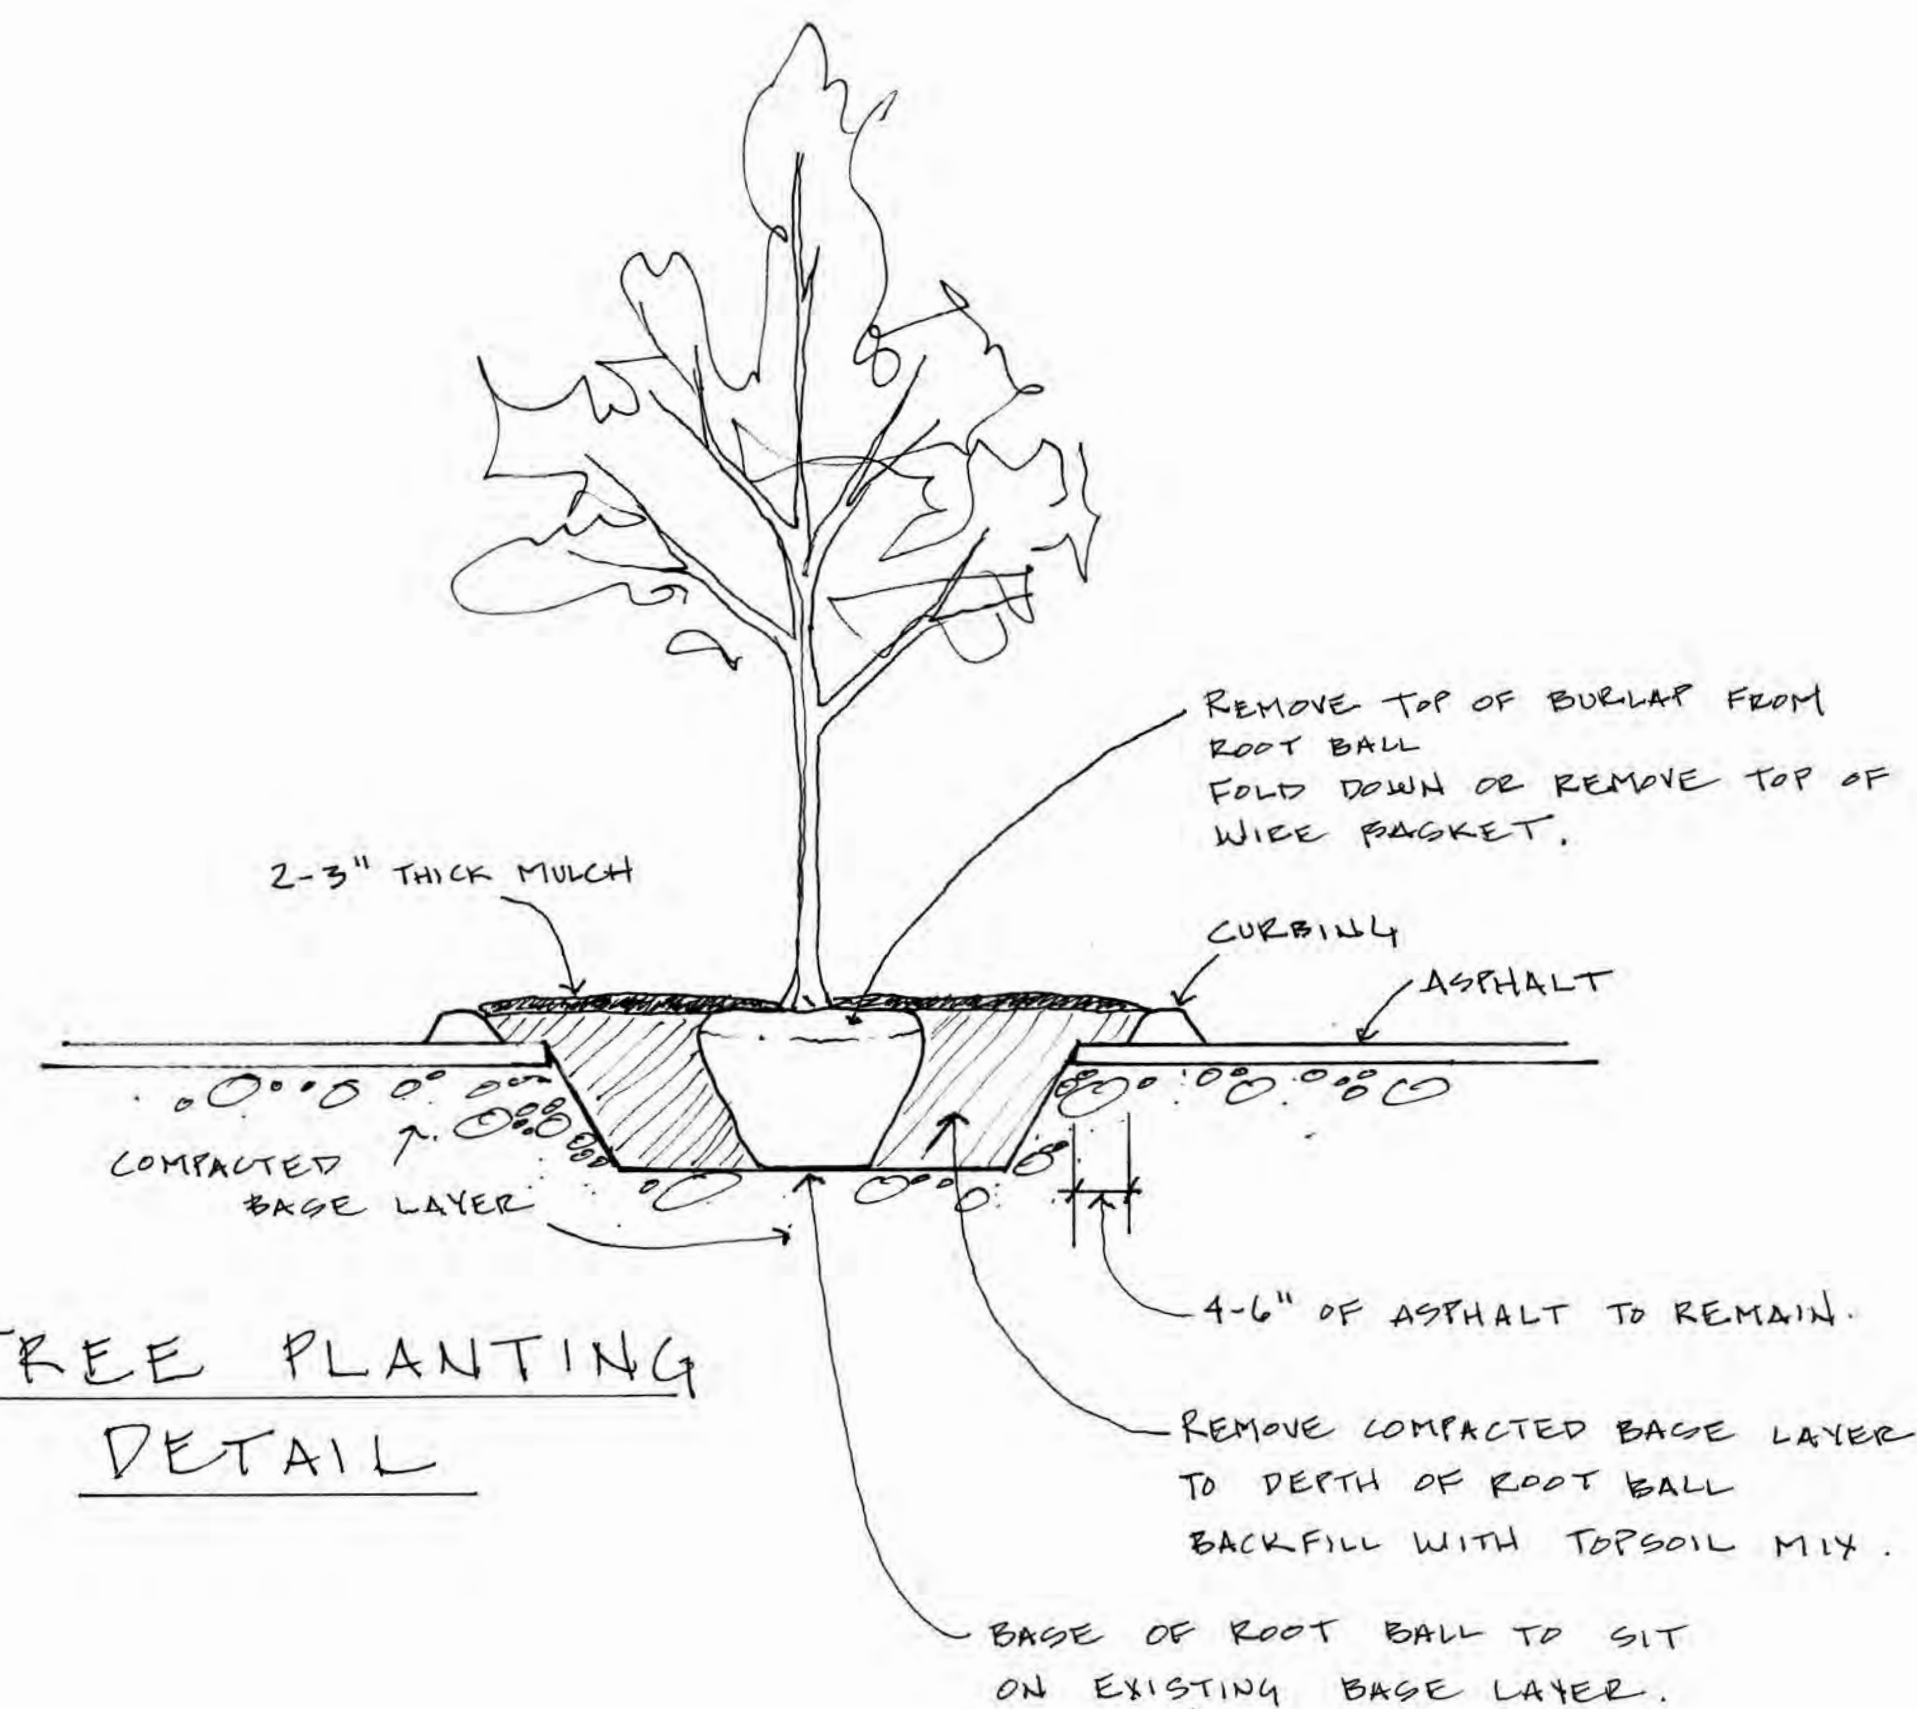 REMOVE TOP OF BURLAP FROM
ROOT BALL
FOLD DOWN OR REMOVE TOP OF
WIRE BASKET.
2-3" THICK MULCH
CURBING
ASPHALT
COMPACTED
BASE LAYER
4-6" OF ASPHALT TO REMAIN.
TREE PLANTING
DETAIL
REMOVE COMPACTED BASE LAYER
TO DEPTH OF ROOT BALL
BACKFILL WITH TOPSOIL MIX.
BASE OF ROOT BALL TO SIT
ON EXISTING BASE LAYER.